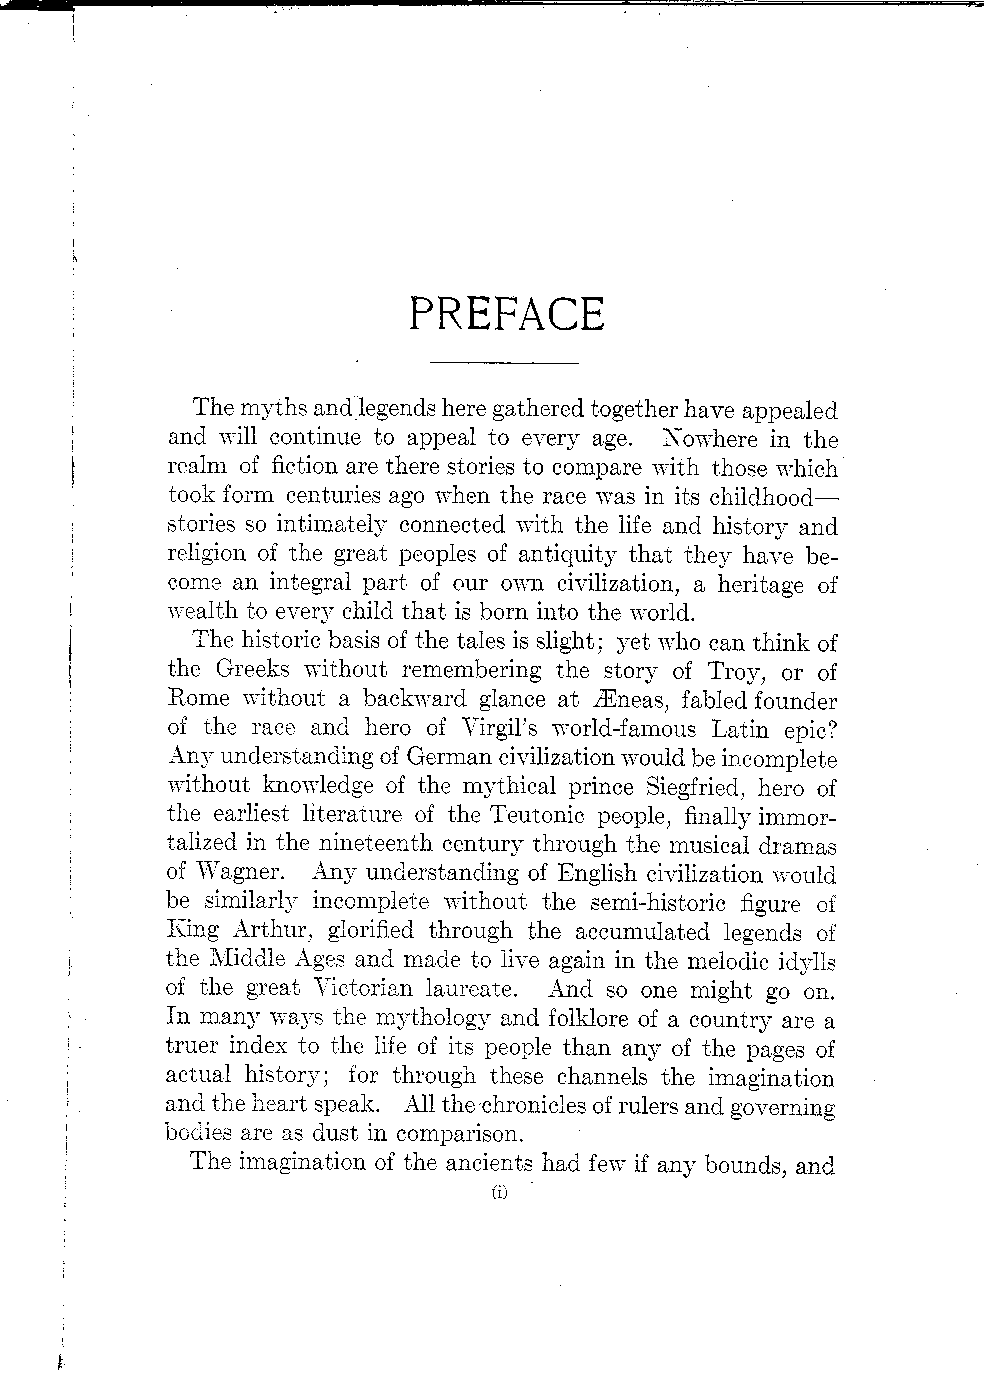 PREFACE
The myths and legends here gathered together have appealed
and will continue to appeal to every age. Nowhere in the
realm of fiction are there stories to compare with those which
took form centuries ago when the race was in its childhood—
stories so intimately connected with the life and history and
religion of the great peoples of antiquity that they have be-
come an integral part of our own civilization, a heritage of
wealth to every child that is born into the world.
The historic basis of the tales is slight; yet who can think of
the Greeks without remembering the story of Troy, or of
Rome without a backward glance at Æneas, fabled founder
of the race and hero of Virgil's world-famous Latin epic?
Any understanding of German civilization would be incomplete
without knowledge of the mythical prince Siegfried, hero of
the earliest literature of the Teutonic people, finally immor-
talized in the nineteenth century through the musical dramas
of Wagner. Any understanding of English civilization would
be similarly incomplete without the semi-historic figure of
King Arthur, glorified through the accumulated legends of
the Middle Ages and made to live again in the melodic idylls
of the great Victorian laureate. And so one might go on.
In many ways the mythology and folklore of a country are a
truer index to the life of its people than any of the pages of
actual history; for through these channels the imagination
and the heart speak. All the chronicles of rulers and governing
bodies are as dust in comparison.
The imagination of the ancients had few if any bounds, and
(i)